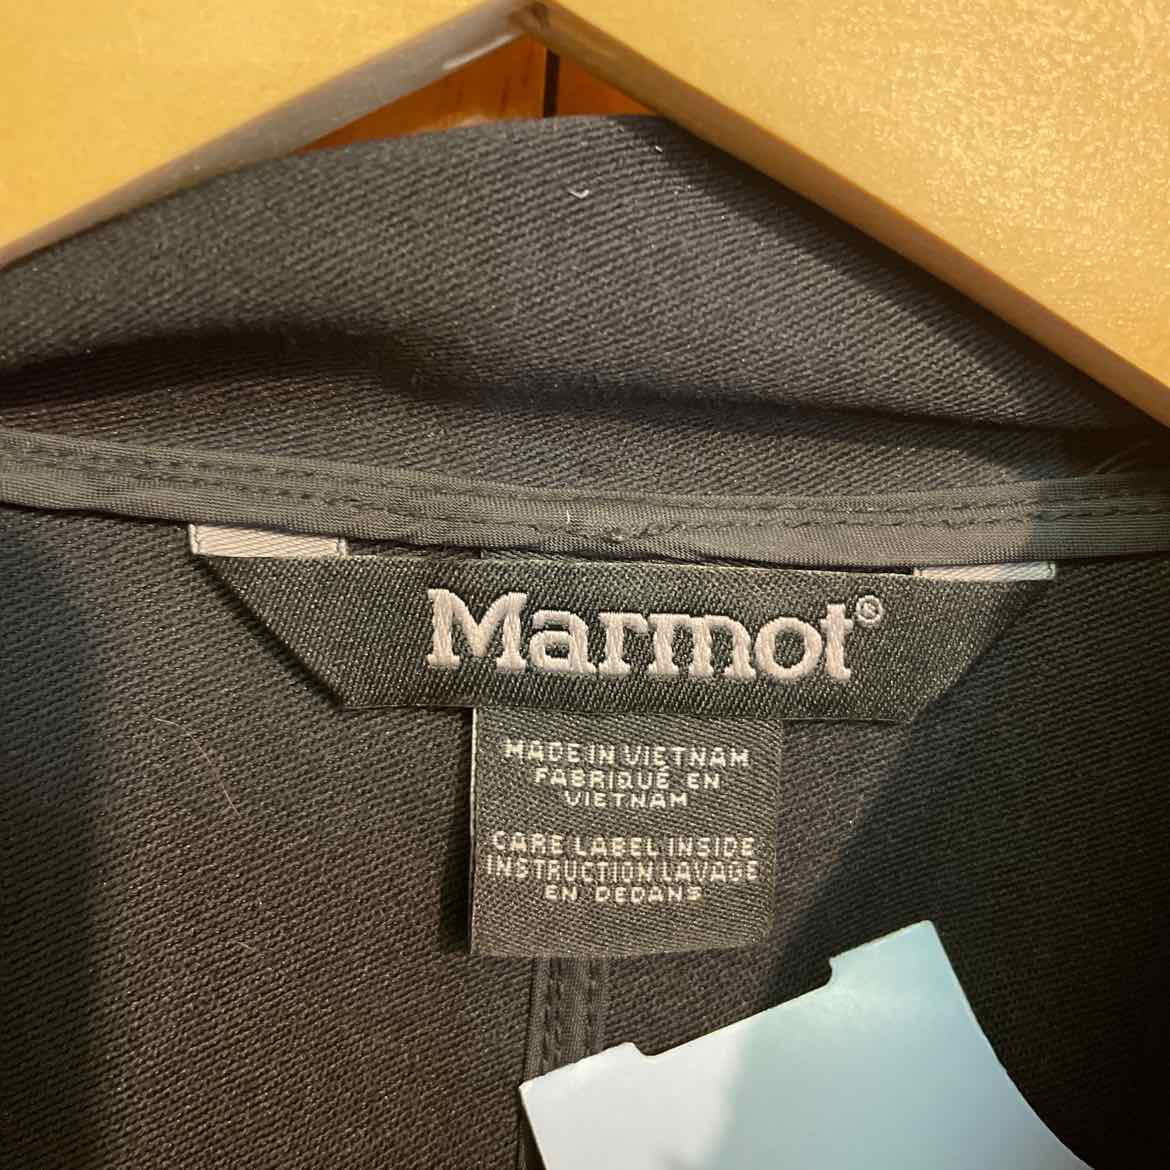 Marmot®
MADE IN VIETNAM
FABRIQUÉ EN
VIETNAM
CARE LABEL INSIDE
INSTRUCTION LAVAGE
EN DEDANS